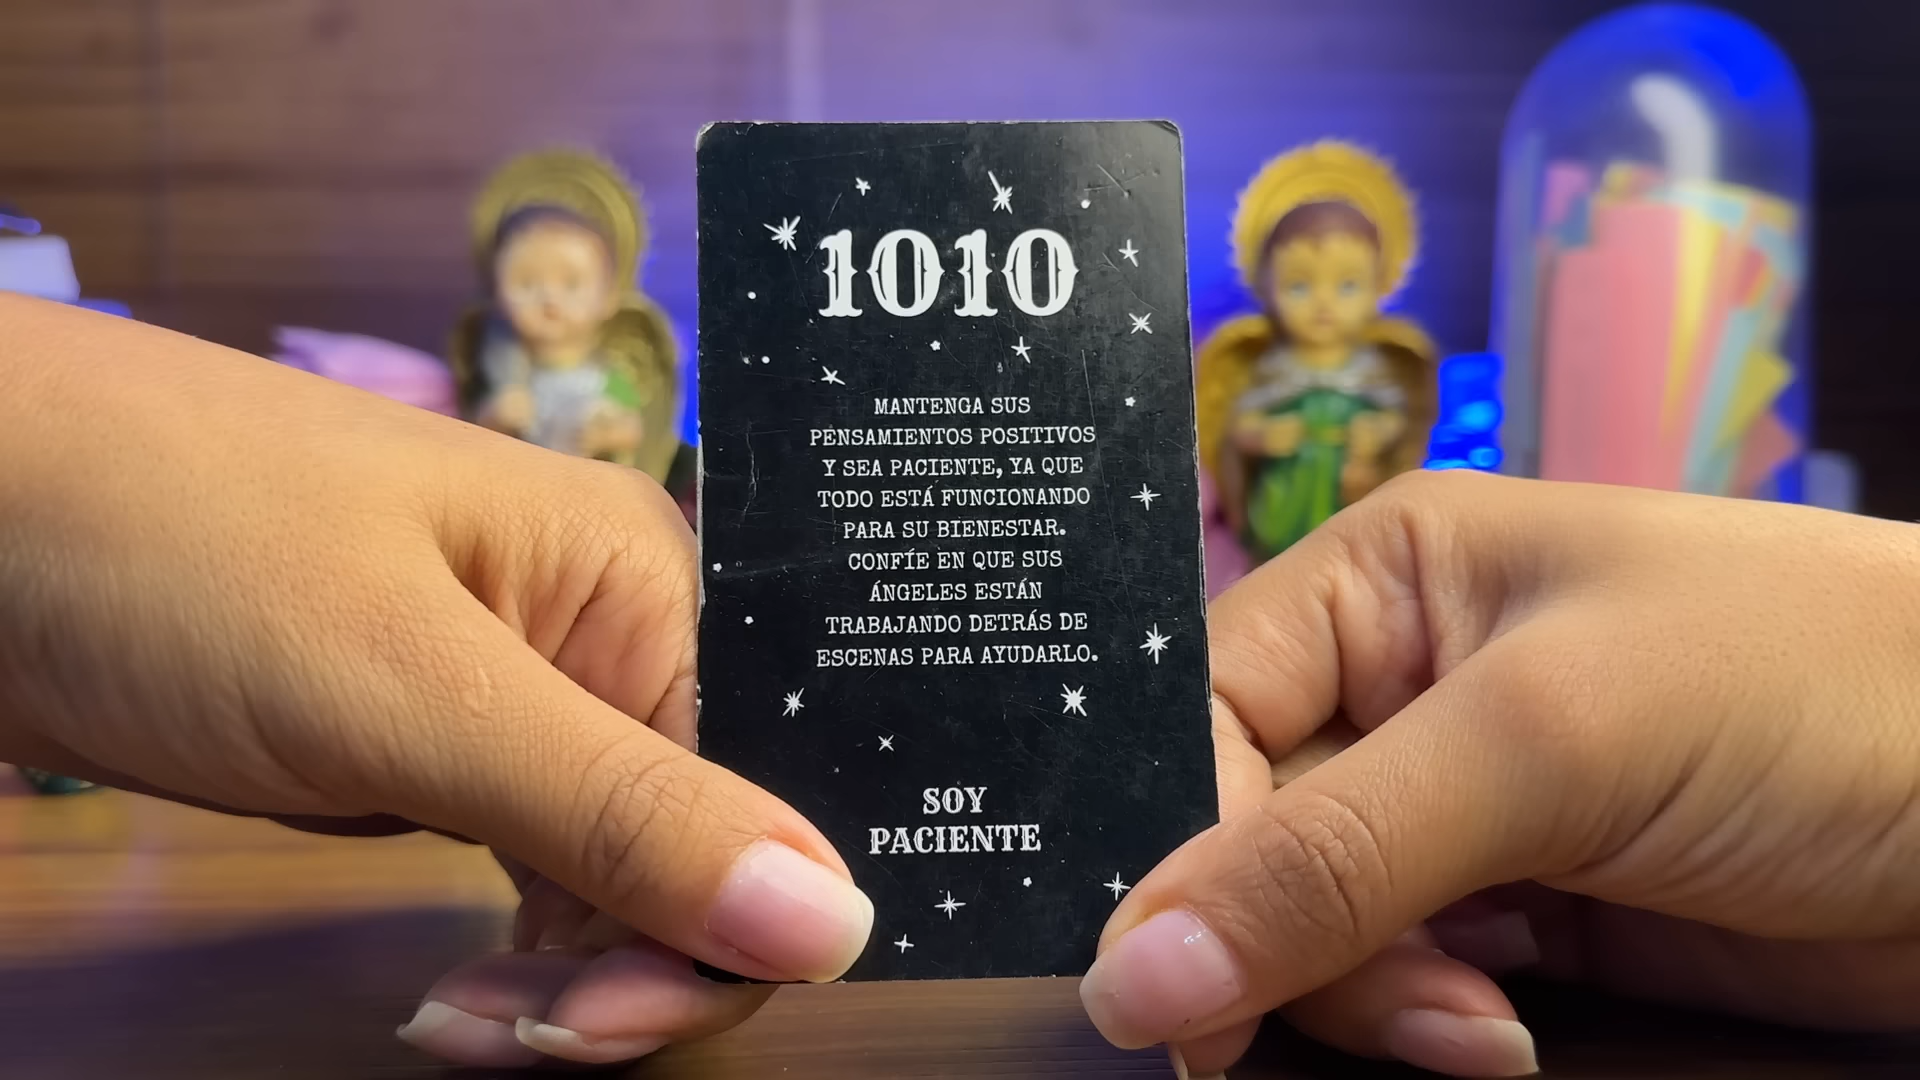 1010
MANTENGA SUS
PENSAMIENTOS POSITIVOS
Y SEA PACIENTE, YA QUE
TODO ESTÁ FUNCIONANDO
PARA SU BIENESTAR.
CONFÍE EN QUE SUS
ÁNGELES ESTÁN
TRABAJANDO DETRÁS DE
ESCENAS PARA AYUDARLO.
SOY
PACIENTE